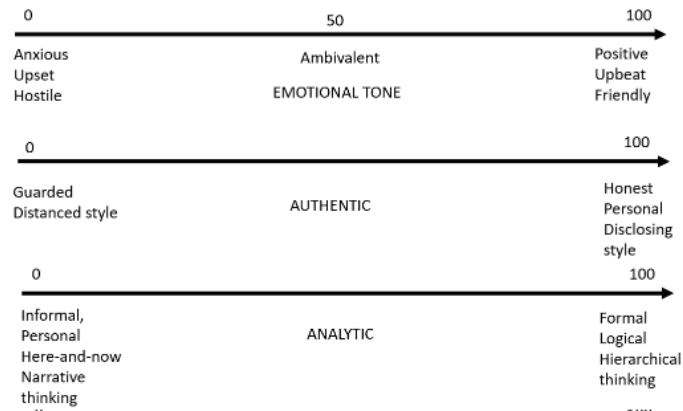 0 50 100
Anxious
Upset
Hostile
Ambivalent
EMOTIONAL TONE
Positive
Upbeat
Friendly
0 100
Guarded
Distanced style
AUTHENTIC
Honest
Personal
Disclosing
style
0 100
Informal,
Personal
Here-and-now
Narrative
thinking
ANALYTIC
Formal
Logical
Hierarchical
thinking